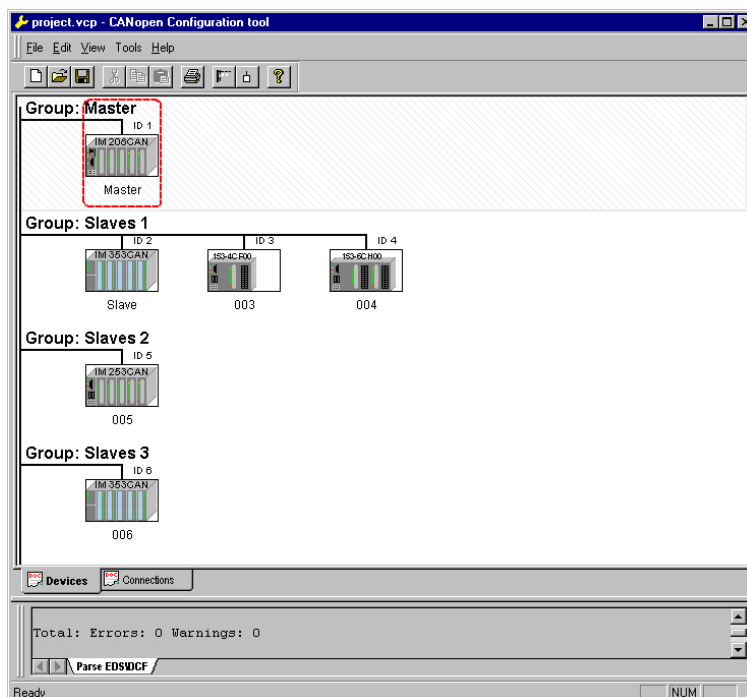 project.vcp - CANopen Configuration tool
File Edit View Tools Help
Group: Master
ID 1
IM 208CAN
Master
Group: Slaves 1
ID 2 ID 3 ID 4
IM 353CAN 153-4CF00 153-6CH00
Slave 003 004
Group: Slaves 2
ID 5
IM 253CAN
005
Group: Slaves 3
ID 6
IM 353CAN
006
Devices Connections
Total: Errors: 0 Warnings: 0
Parse EDS\DCF
Ready NUM